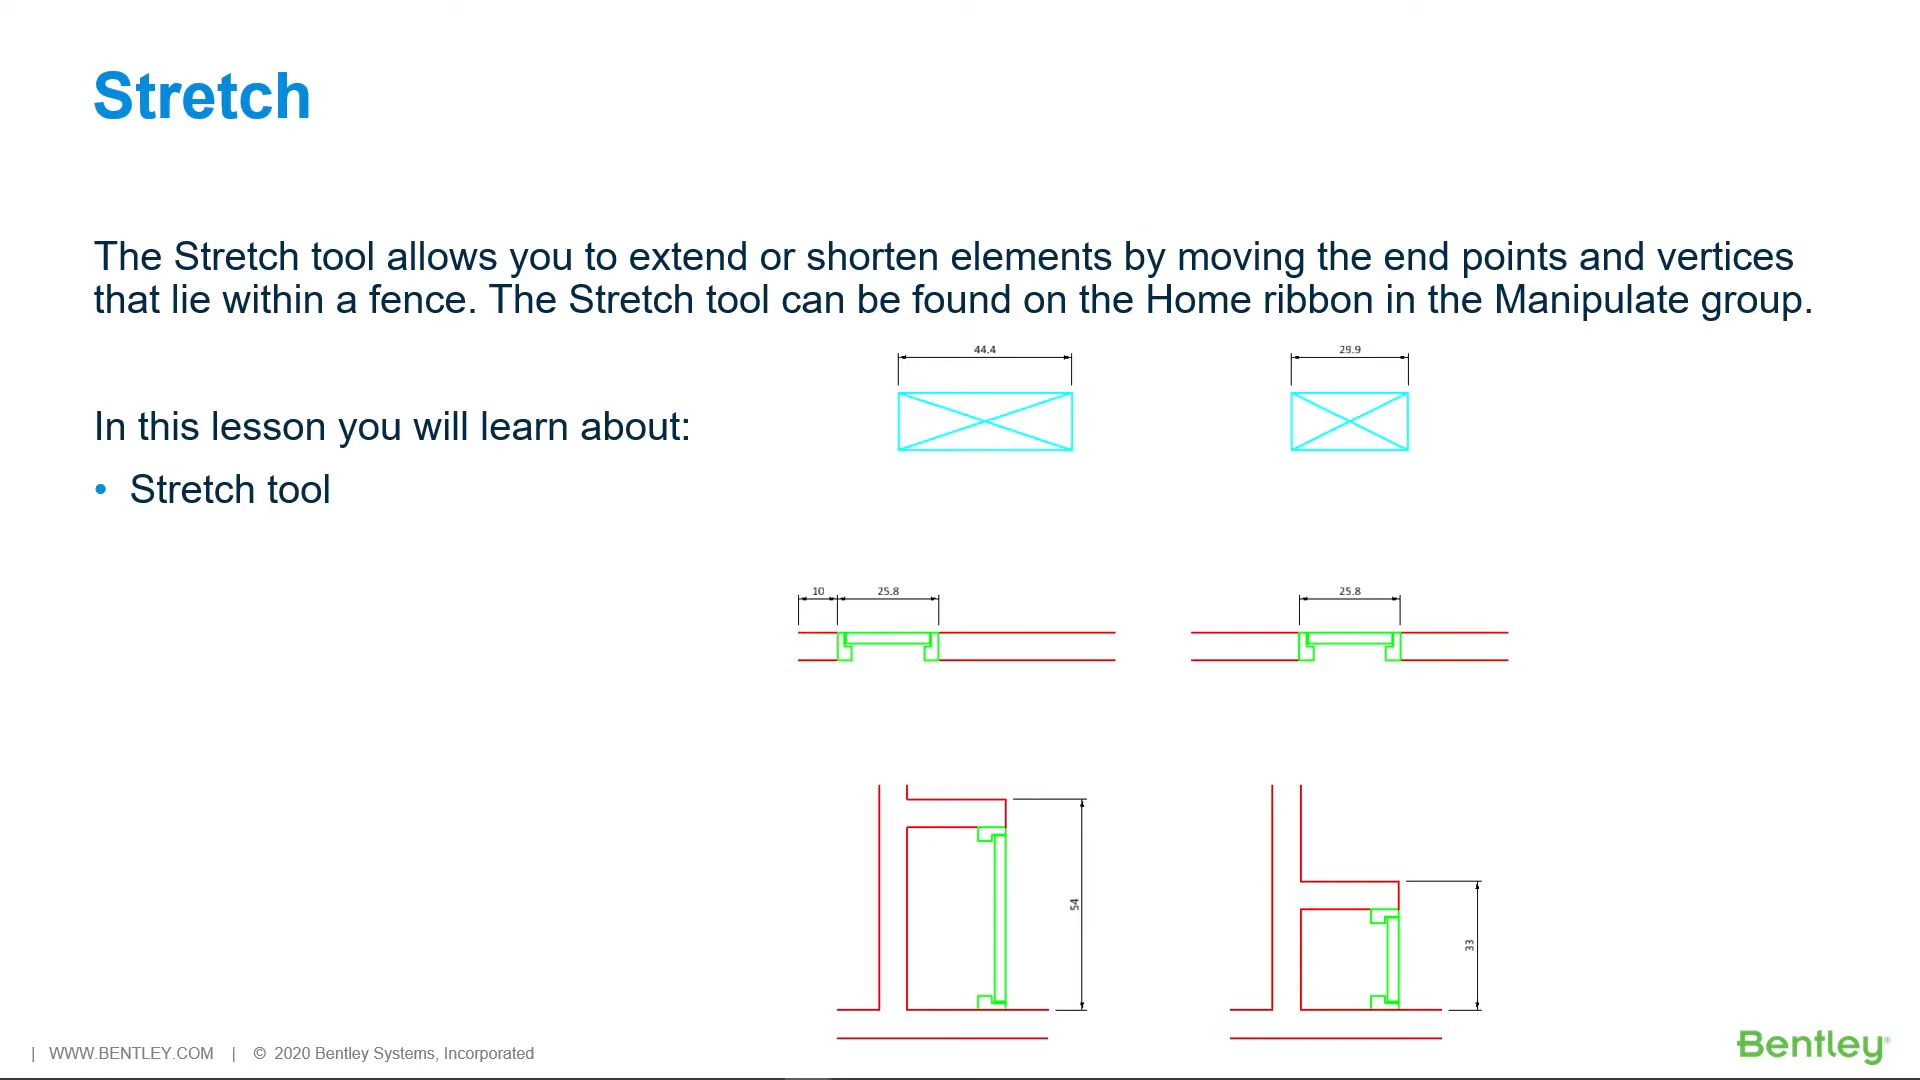 Stretch
The Stretch tool allows you to extend or shorten elements by moving the end points and vertices
that lie within a fence. The Stretch tool can be found on the Home ribbon in the Manipulate group.
44.4
29.9
In this lesson you will learn about:
• Stretch tool
10
25.8
25.8
54
33
| WWW.BENTLEY.COM | © 2020 Bentley Systems, Incorporated
Bentley®